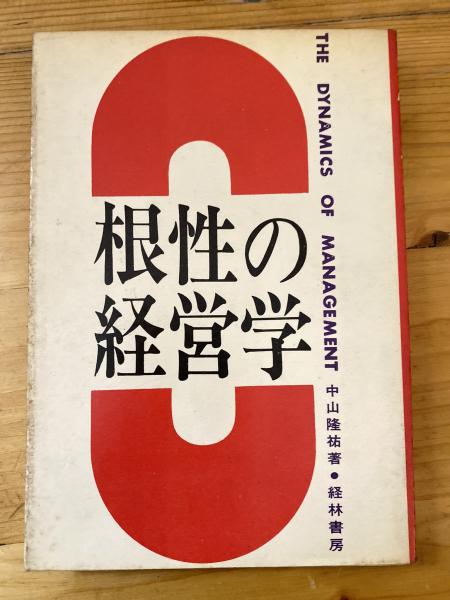 根性の
経営学
THE DYNAMICS OF MANAGEMENT
中山隆祐著●経林書房